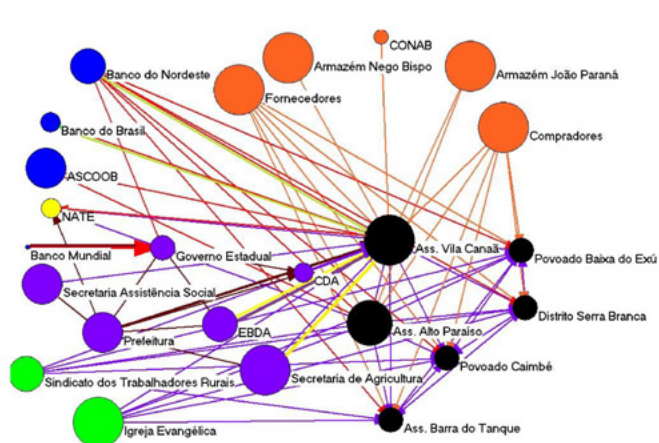 CONAB
Banco do Nordeste
Armazém Nego Bispo
Armazém João Paraná
Fornecedores
Banco do Brasil
Compradores
ASCOOB
NATE
Ass. Vila Canaã
Banco Mundial
Governo Estadual
Povoado Baixa do Exú
CDA
Secretaria Assistência Social
Distrito Serra Branca
Prefeitura
EBDA
Ass. Alto Paraiso
Povoado Caimbé
Secretaria de Agricultura
Sindicato dos Trabalhadores Rurais
Ass. Barra do Tanque
Igreja Evangélica